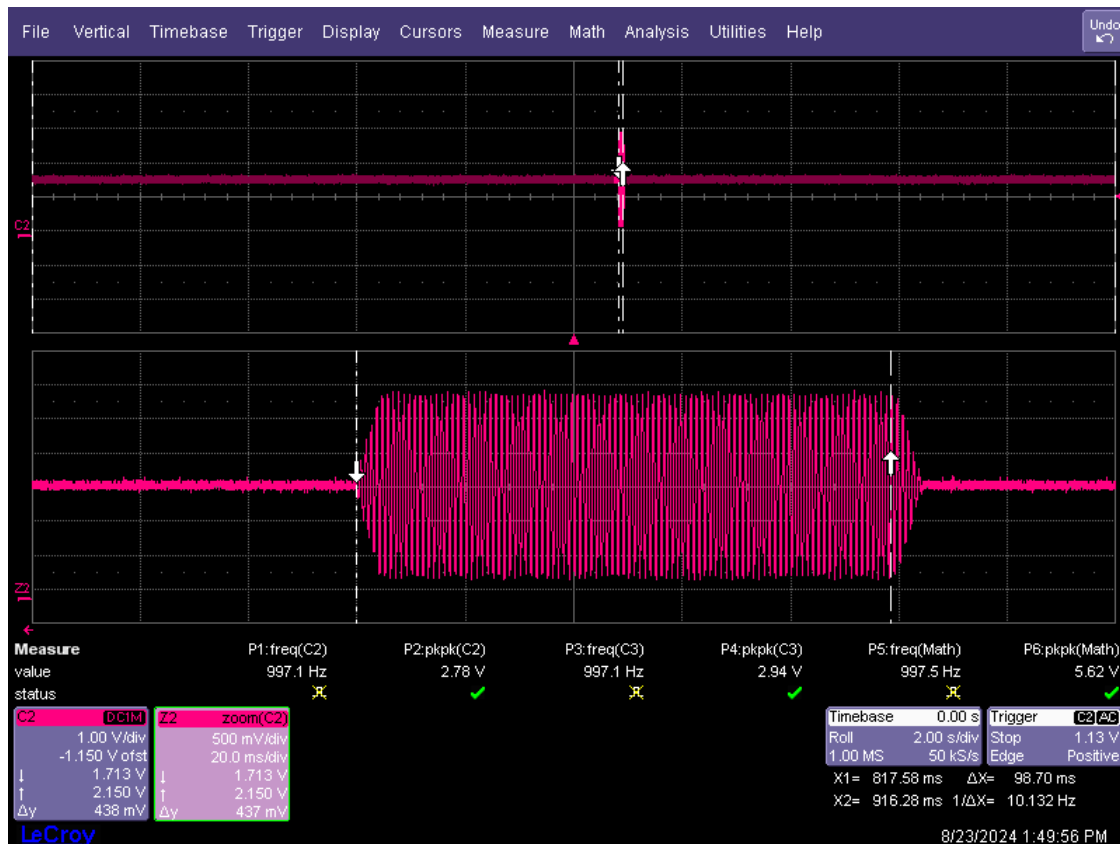 File Vertical Timebase Trigger Display Cursors Measure Math Analysis Utilities Help Undo
C2
Z2
Measure P1:freq(C2) P2:pkpk(C2) P3:freq(C3) P4:pkpk(C3) P5:freq(Math) P6:pkpk(Math)
value 997.1 Hz 2.78 V 997.1 Hz 2.94 V 997.5 Hz 5.62 V
status
C2 DC1M
1.00 V/div
-1.150 V ofst
↓ 1.713 V
↑ 2.150 V
Δy 438 mV
Z2 zoom(C2)
500 mV/div
20.0 ms/div
↓ 1.713 V
↑ 2.150 V
Δy 437 mV
Timebase 0.00 s
Roll 2.00 s/div
1.00 MS 50 kS/s
Trigger C2 AC
Stop 1.13 V
Edge Positive
X1= 817.58 ms ΔX= 98.70 ms
X2= 916.28 ms 1/ΔX= 10.132 Hz
LeCroy
8/23/2024 1:49:56 PM